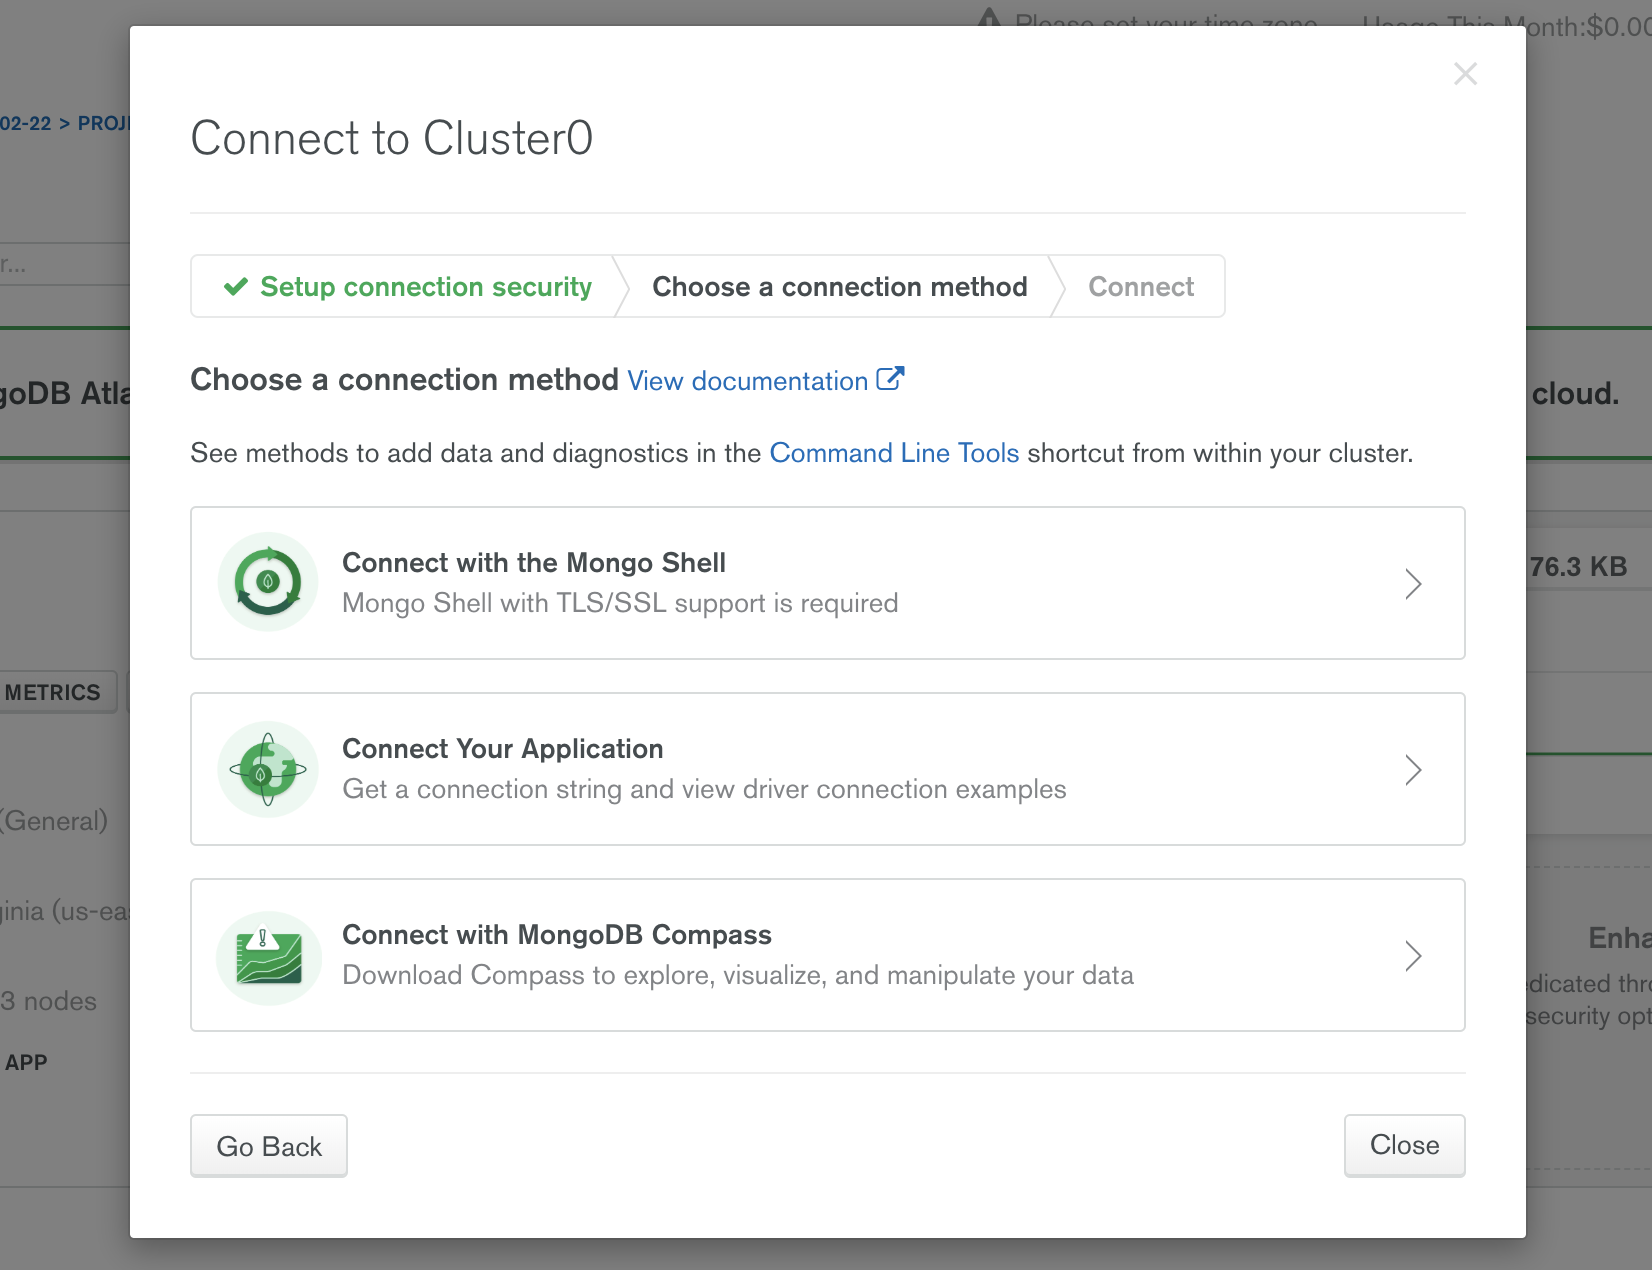 Please set your time zone
Usage This Month:$0.00
02-22 > PROJ
Connect to Cluster0
r...
Setup connection security
Choose a connection method
Connect
Choose a connection method View documentation
goDB Atla
cloud.
See methods to add data and diagnostics in the Command Line Tools shortcut from within your cluster.
Connect with the Mongo Shell
Mongo Shell with TLS/SSL support is required
76.3 KB
METRICS
Connect Your Application
Get a connection string and view driver connection examples
(General)
ginia (us-eas
Connect with MongoDB Compass
Download Compass to explore, visualize, and manipulate your data
Enha
edicated thro
security opt
3 nodes
APP
Go Back
Close